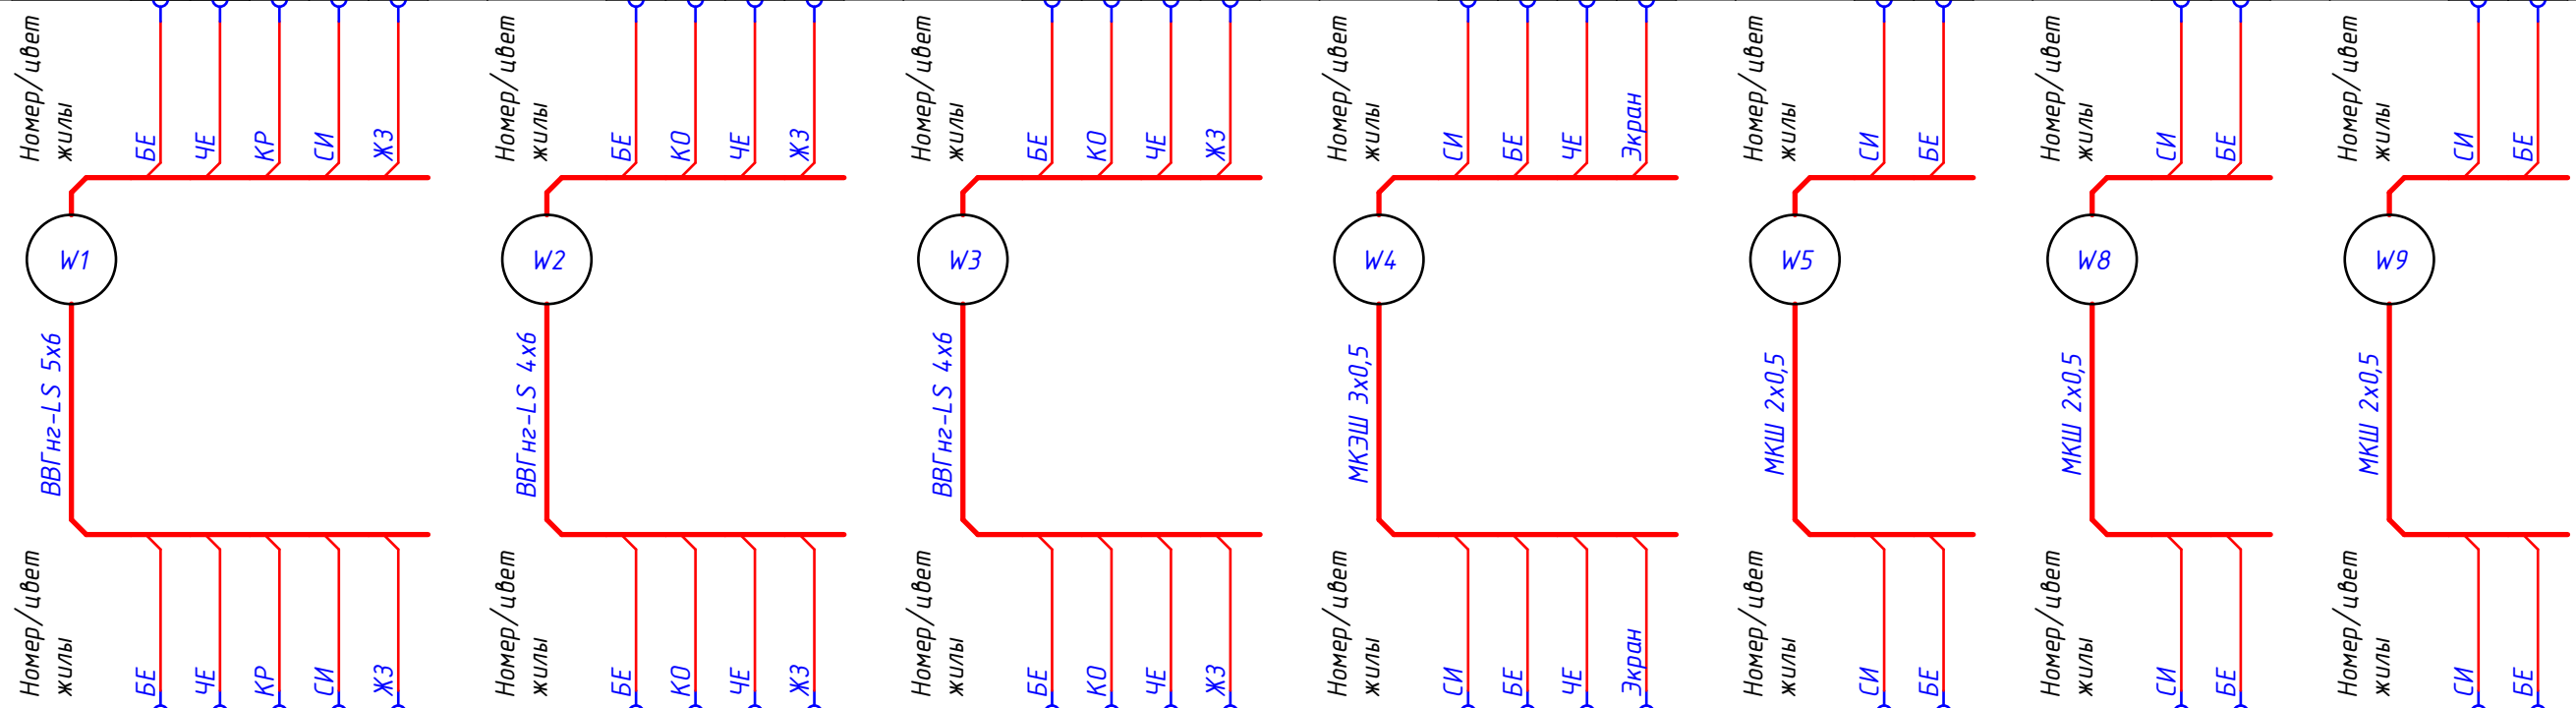 Номер/цвет
жилы
БЕ
ЧЕ
КР
СИ
ЖЗ
Номер/цвет
жилы
БЕ
КО
ЧЕ
ЖЗ
Номер/цвет
жилы
БЕ
КО
ЧЕ
ЖЗ
Номер/цвет
жилы
СИ
БЕ
ЧЕ
Экран
Номер/цвет
жилы
СИ
БЕ
Номер/цвет
жилы
СИ
БЕ
Номер/цвет
жилы
СИ
БЕ
W1
W2
W3
W4
W5
W8
W9
ВВГнг-LS 5х6
ВВГнг-LS 4х6
ВВГнг-LS 4х6
МКЭШ 3х0,5
МКШ 2х0,5
МКШ 2х0,5
МКШ 2х0,5
Номер/цвет
жилы
БЕ
ЧЕ
КР
СИ
ЖЗ
Номер/цвет
жилы
БЕ
КО
ЧЕ
ЖЗ
Номер/цвет
жилы
БЕ
КО
ЧЕ
ЖЗ
Номер/цвет
жилы
СИ
БЕ
ЧЕ
Экран
Номер/цвет
жилы
СИ
БЕ
Номер/цвет
жилы
СИ
БЕ
Номер/цвет
жилы
СИ
БЕ